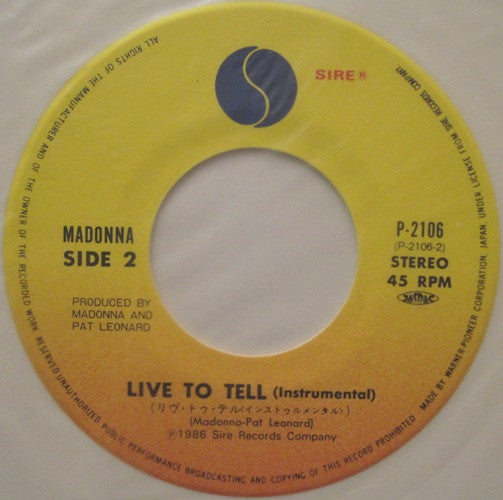 SIRE®
MADONNA
SIDE 2
PRODUCED BY
MADONNA AND
PAT LEONARD
P-2106
(P-2106-2)
STEREO
45 RPM
JASRAC
LIVE TO TELL (Instrumental)
(リヴ・トゥ・テル(インストゥルメンタル))
(Madonna-Pat Leonard)
℗1986 Sire Records Company
ALL RIGHTS OF THE MANUFACTURER AND OF THE OWNER OF THE RECORDED WORK RESERVED. UNAUTHORIZED PUBLIC PERFORMANCE BROADCASTING AND COPYING OF THIS RECORD PROHIBITED. MADE BY WARNER-PIONEER CORPORATION, JAPAN, UNDER LICENSE FROM SIRE RECORDS COMPANY.